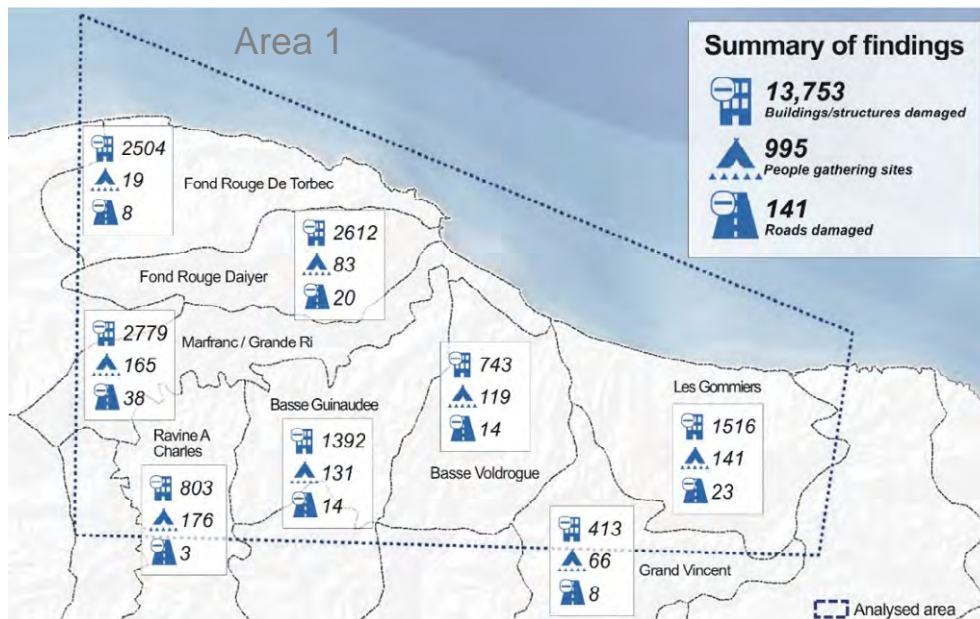 Area 1
Summary of findings
13,753
Buildings/structures damaged
995
People gathering sites
141
Roads damaged
2504
19
8
Fond Rouge De Torbec
2612
83
20
Fond Rouge Daiyer
2779
165
38
Marfranc / Grande Ri
743
119
14
Basse Voldrogue
Les Gommiers
1516
141
23
Basse Guinaudee
1392
131
14
Ravine A
Charles
803
176
3
413
66
8
Grand Vincent
Analysed area